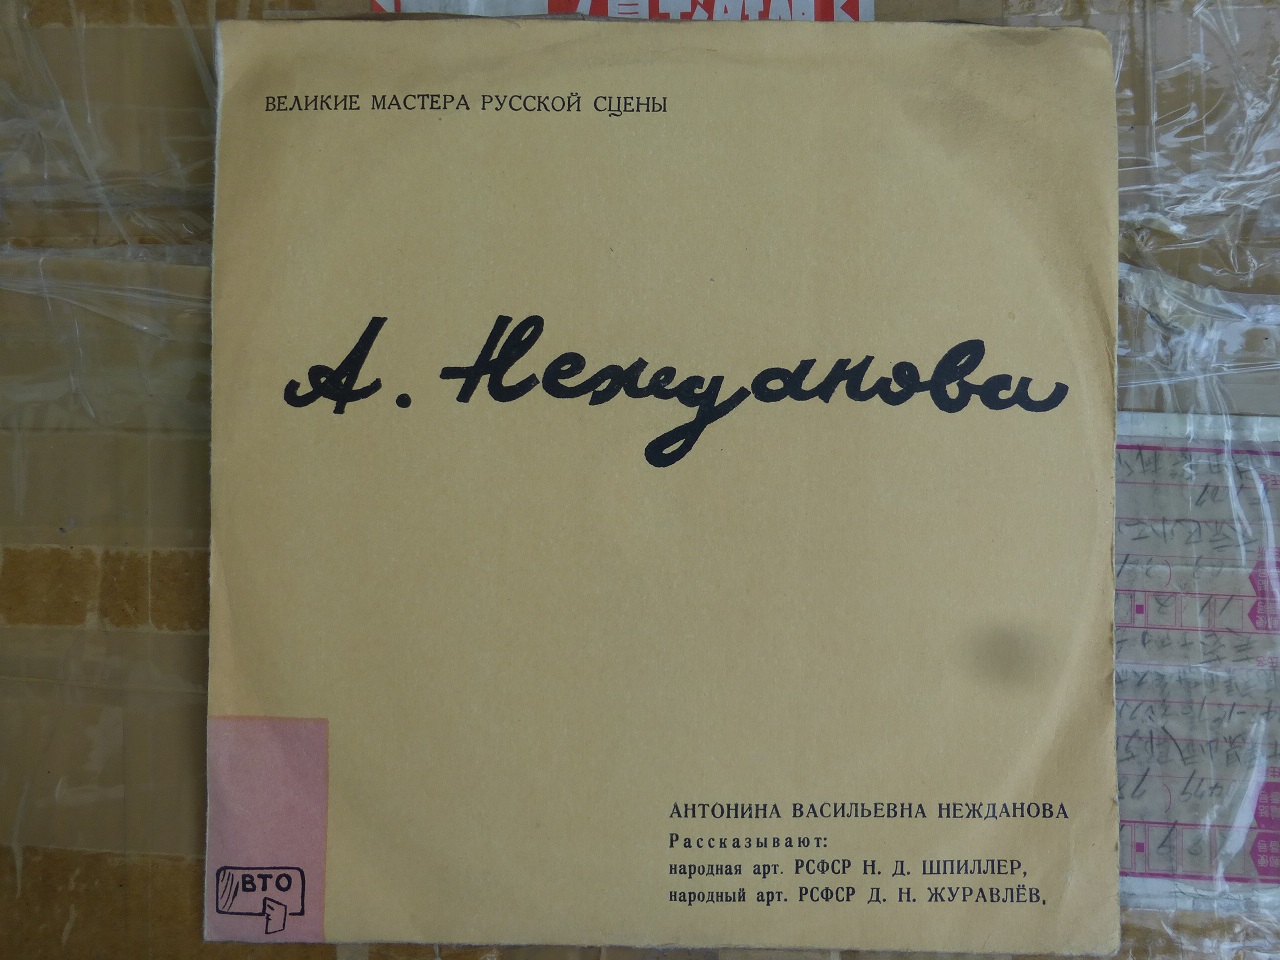 ВЕЛИКИЕ МАСТЕРА РУССКОЙ СЦЕНЫ
А. Нежданова
АНТОНИНА ВАСИЛЬЕВНА НЕЖДАНОВА
Рассказывают:
народная арт. РСФСР Н. Д. ШПИЛЛЕР,
народный арт. РСФСР Д. Н. ЖУРАВЛЁВ,
ВТО